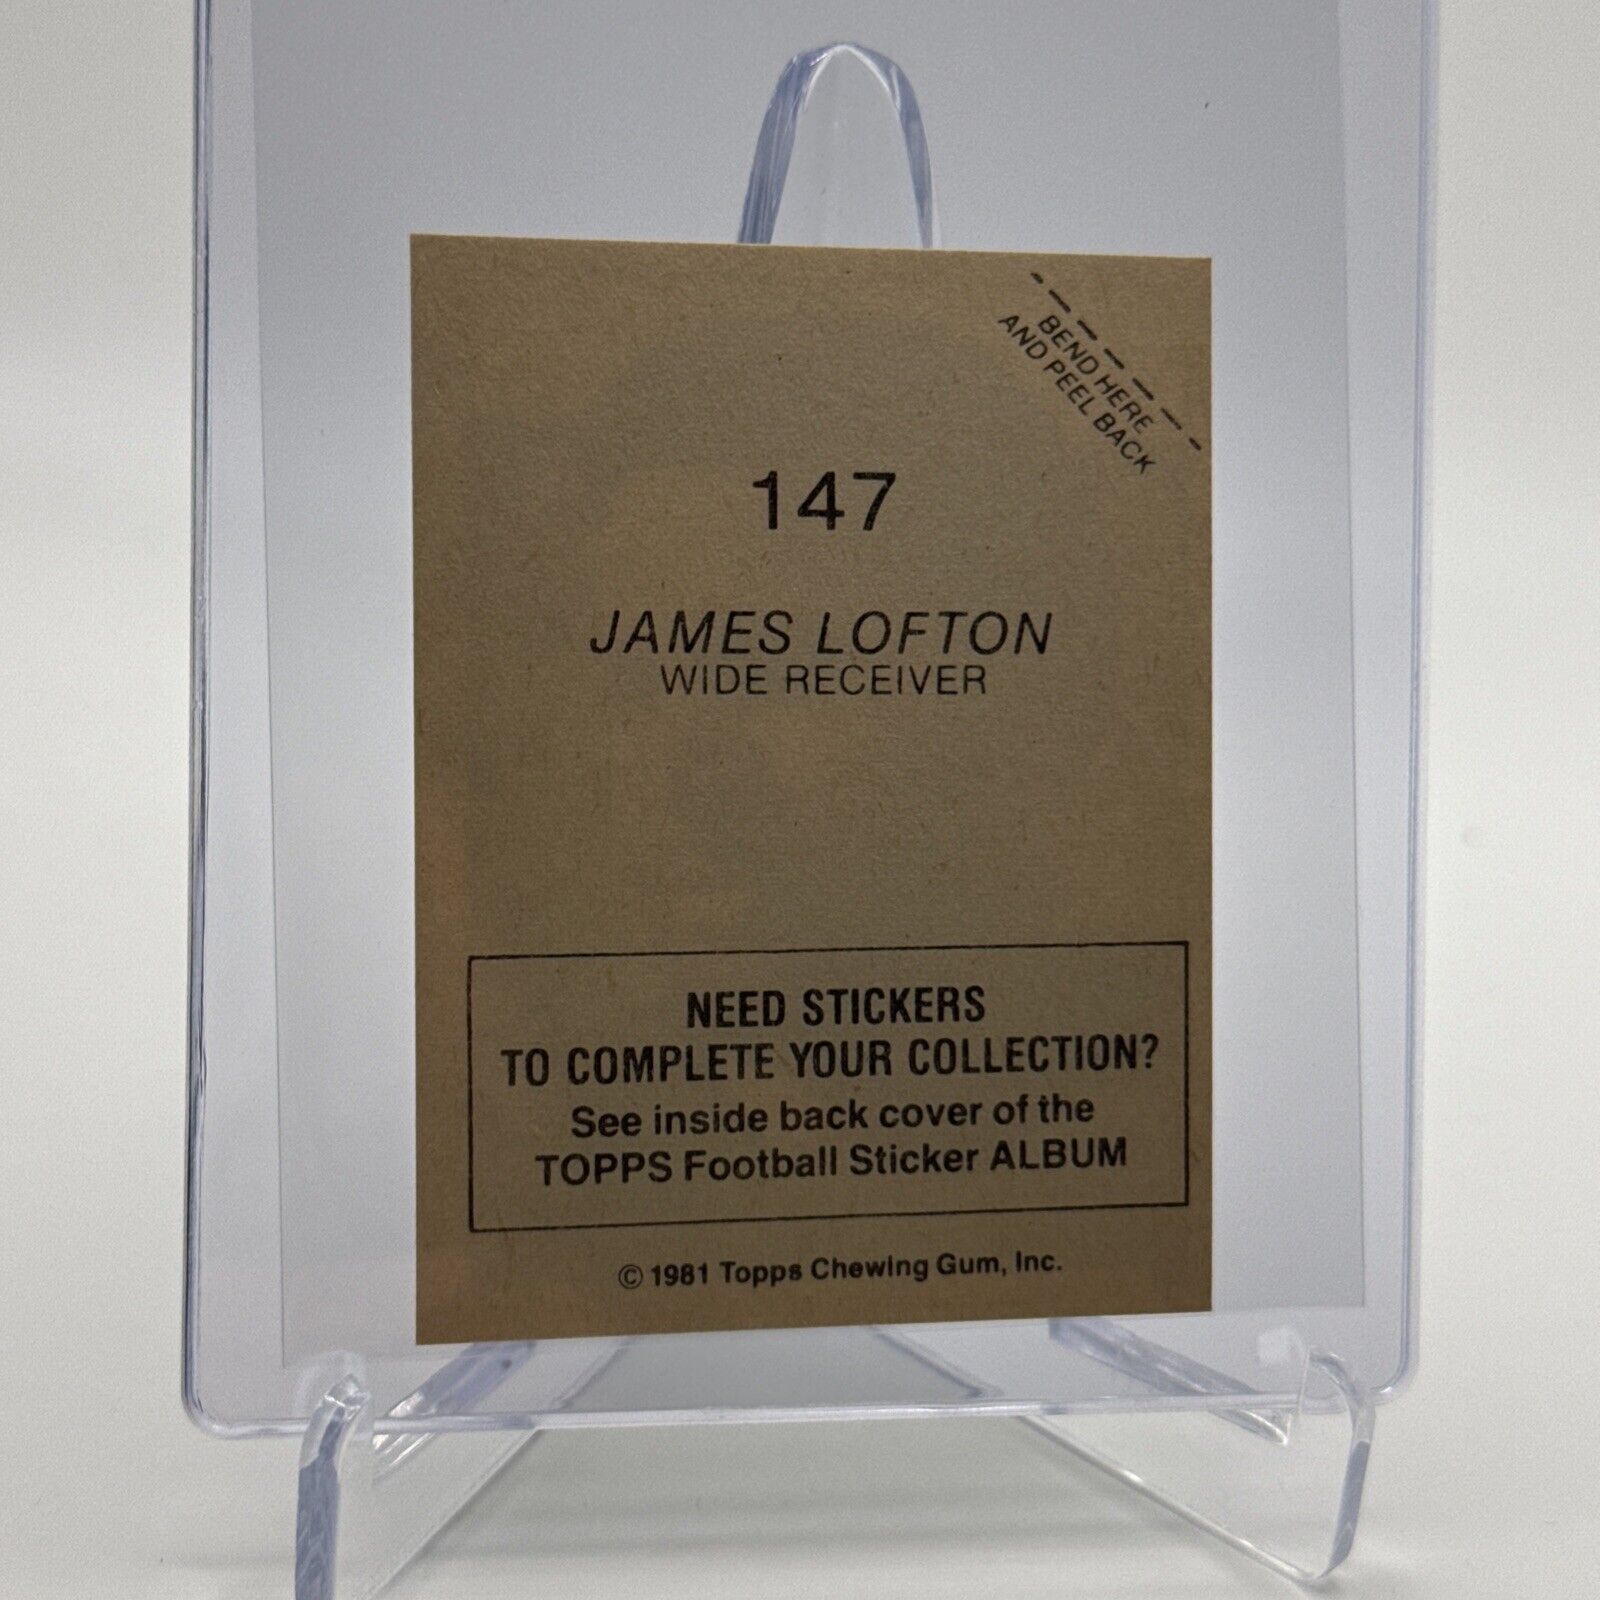 BEND HERE
AND PEEL BACK
147
JAMES LOFTON
WIDE RECEIVER
NEED STICKERS
TO COMPLETE YOUR COLLECTION?
See inside back cover of the
TOPPS Football Sticker ALBUM
© 1981 Topps Chewing Gum, Inc.